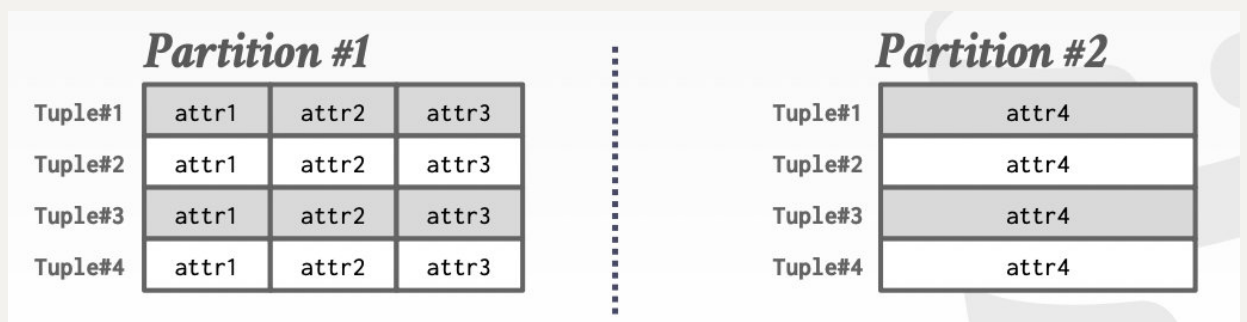 Partition #1
Tuple#1 attr1 attr2 attr3
Tuple#2 attr1 attr2 attr3
Tuple#3 attr1 attr2 attr3
Tuple#4 attr1 attr2 attr3
Partition #2
Tuple#1 attr4
Tuple#2 attr4
Tuple#3 attr4
Tuple#4 attr4